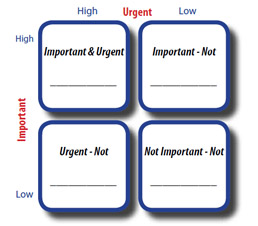 High Urgent Low
High
Important & Urgent
Important - Not
Important
Urgent - Not
Not Important - Not
Low